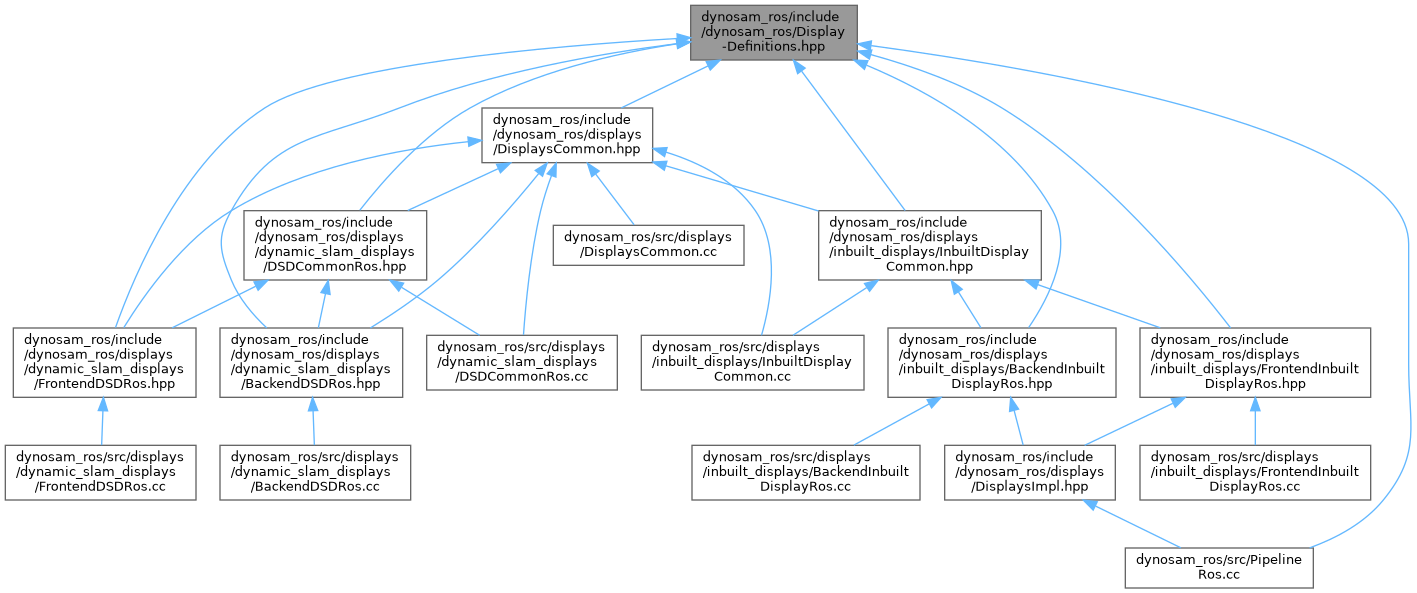 dynosam_ros/include
/dynosam_ros/Display
-Definitions.hpp
dynosam_ros/include
/dynosam_ros/displays
/DisplaysCommon.hpp
dynosam_ros/include
/dynosam_ros/displays
/dynamic_slam_displays
/DSDCommonRos.hpp
dynosam_ros/src/displays
/DisplaysCommon.cc
dynosam_ros/include
/dynosam_ros/displays
/inbuilt_displays/InbuiltDisplay
Common.hpp
dynosam_ros/include
/dynosam_ros/displays
/dynamic_slam_displays
/FrontendDSDRos.hpp
dynosam_ros/include
/dynosam_ros/displays
/dynamic_slam_displays
/BackendDSDRos.hpp
dynosam_ros/src/displays
/dynamic_slam_displays
/DSDCommonRos.cc
dynosam_ros/src/displays
/inbuilt_displays/InbuiltDisplay
Common.cc
dynosam_ros/include
/dynosam_ros/displays
/inbuilt_displays/BackendInbuilt
DisplayRos.hpp
dynosam_ros/include
/dynosam_ros/displays
/inbuilt_displays/FrontendInbuilt
DisplayRos.hpp
dynosam_ros/src/displays
/dynamic_slam_displays
/FrontendDSDRos.cc
dynosam_ros/src/displays
/dynamic_slam_displays
/BackendDSDRos.cc
dynosam_ros/src/displays
/inbuilt_displays/BackendInbuilt
DisplayRos.cc
dynosam_ros/include
/dynosam_ros/displays
/DisplaysImpl.hpp
dynosam_ros/src/displays
/inbuilt_displays/FrontendInbuilt
DisplayRos.cc
dynosam_ros/src/Pipeline
Ros.cc